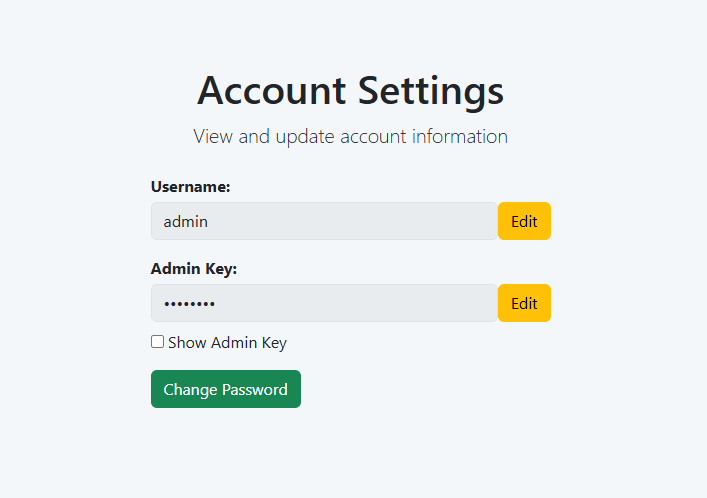 Account Settings
View and update account information
Username:
admin
Edit
Admin Key:
••••••••
Edit
Show Admin Key
Change Password